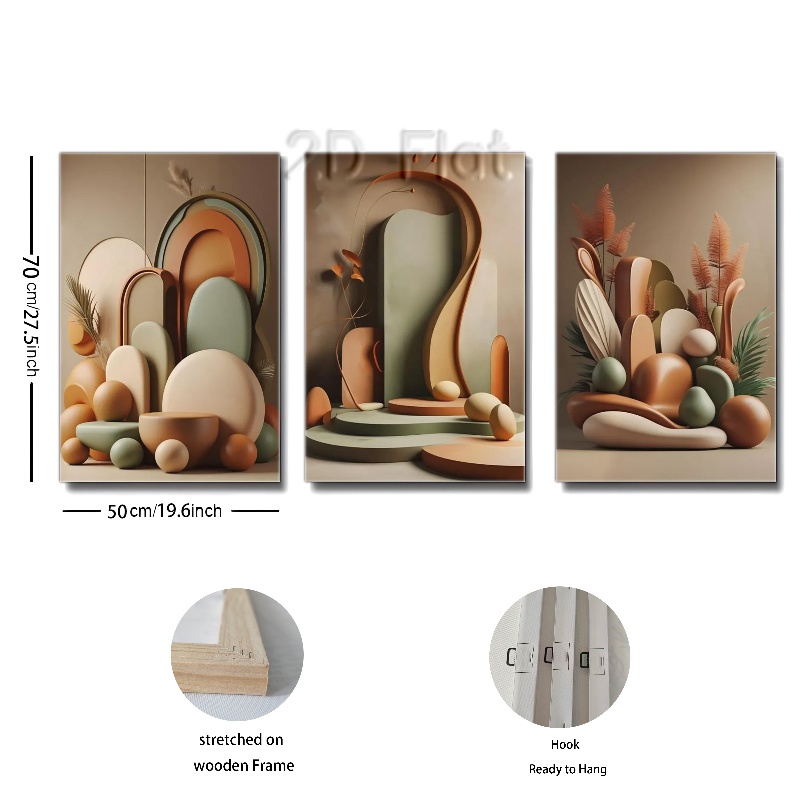 2D Flat
70 cm/27.5inch
50cm/19.6inch
stretched on
wooden Frame
Hook
Ready to Hang